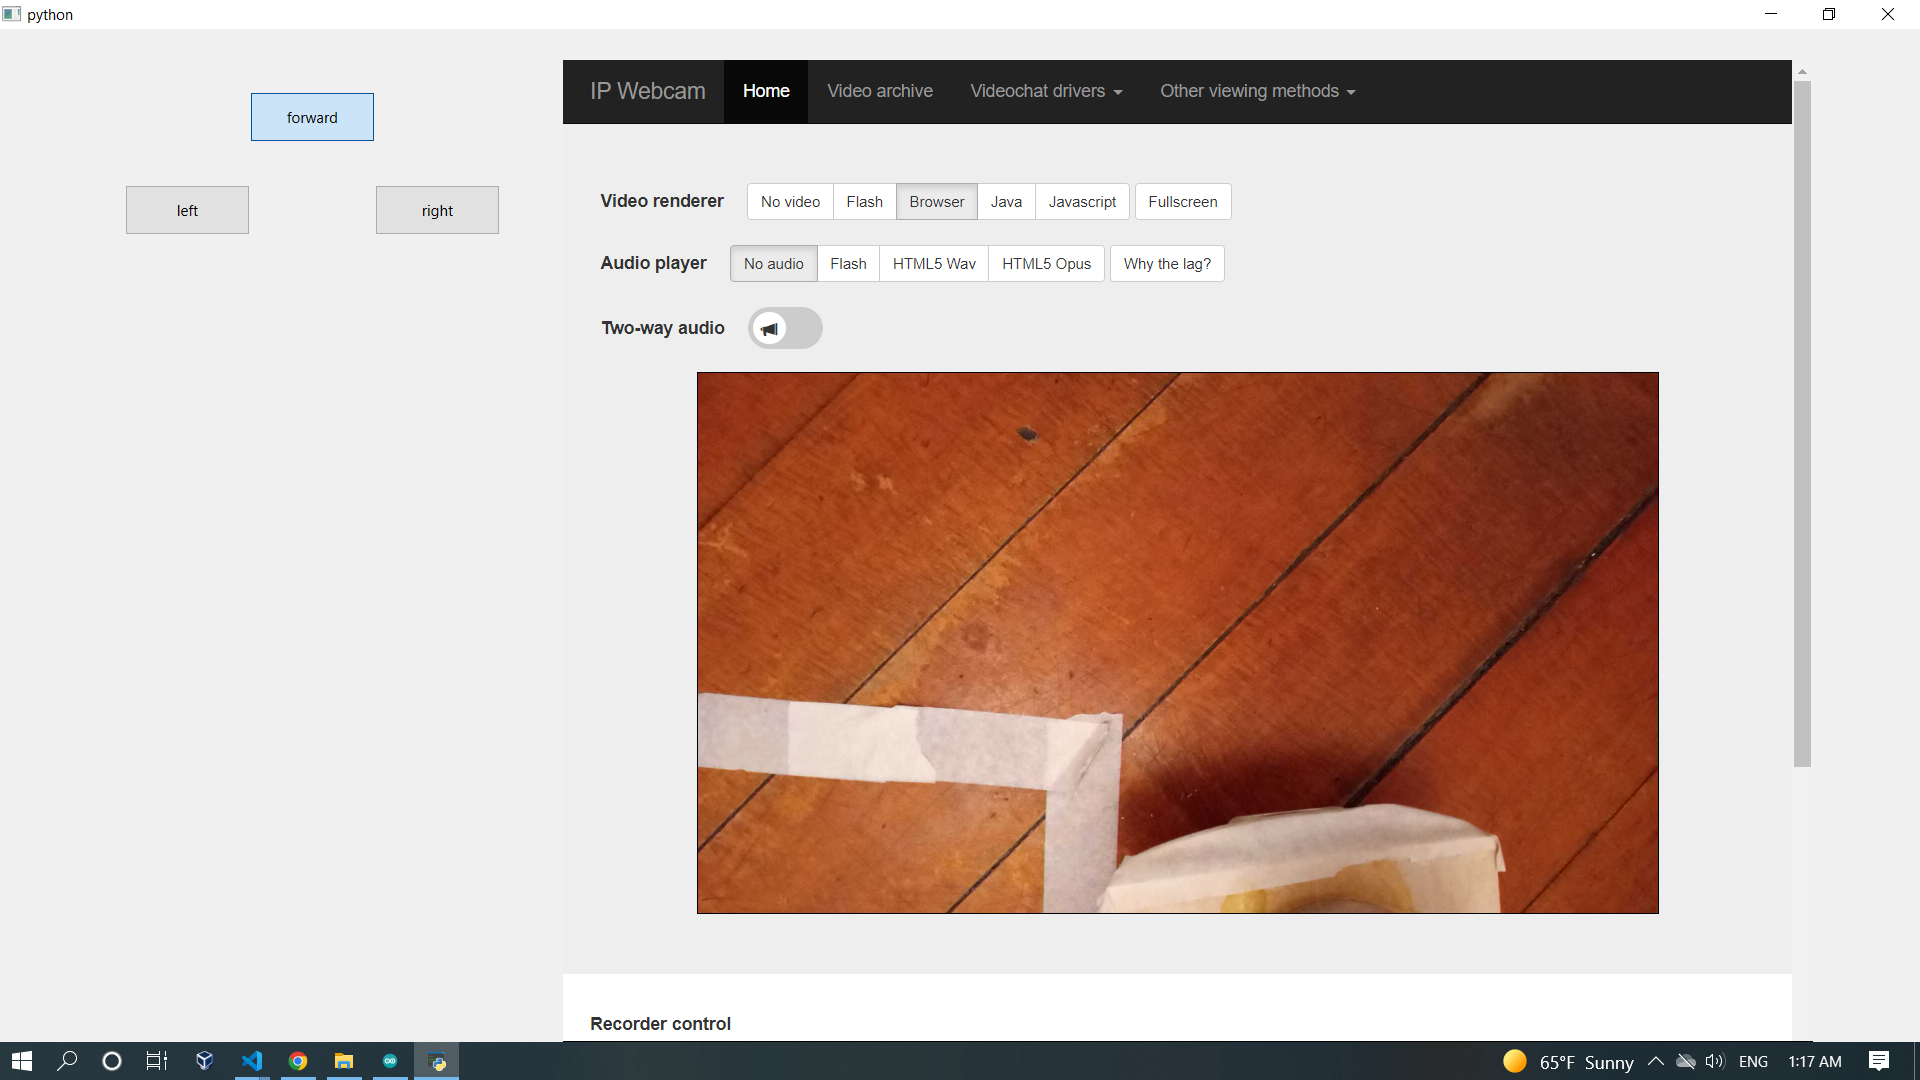 python
forward
left
right
IP Webcam Home Video archive Videochat drivers Other viewing methods
Video renderer No video Flash Browser Java Javascript Fullscreen
Audio player No audio Flash HTML5 Wav HTML5 Opus Why the lag?
Two-way audio
Recorder control
65°F Sunny ENG 1:17 AM